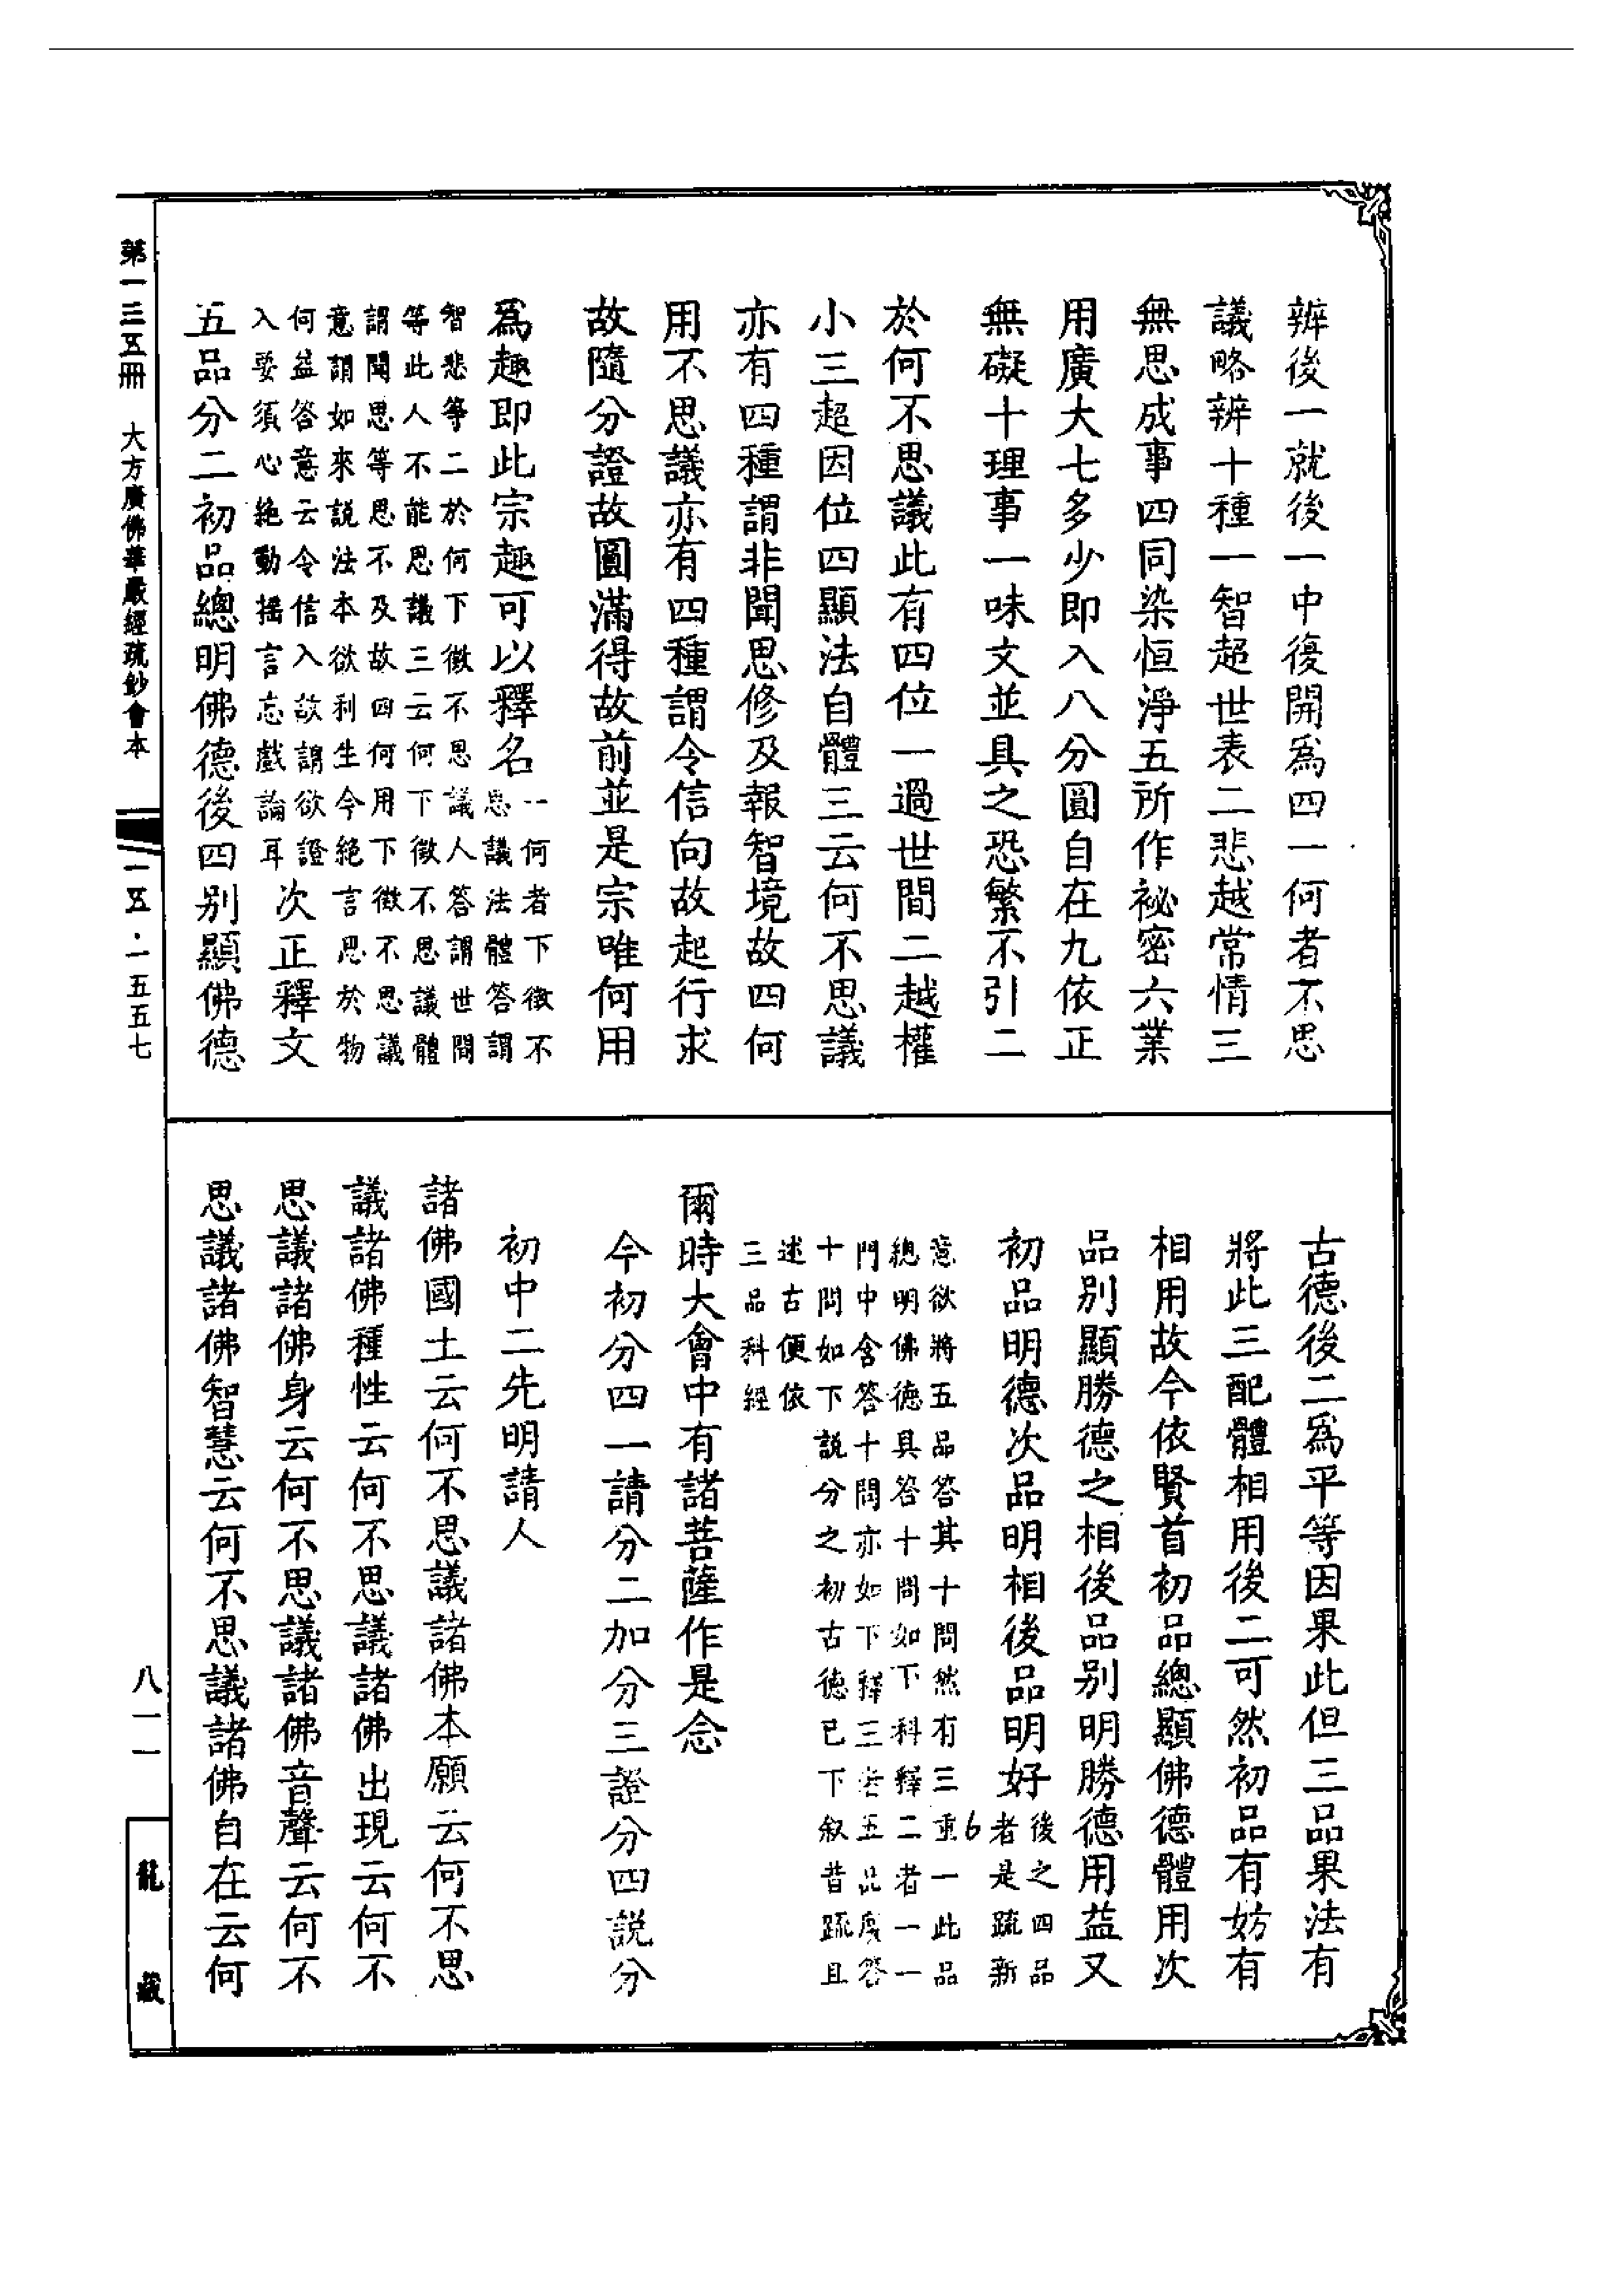 辨後一就後一中復開爲四一何者不思
議略辨十種一智超世表二悲越常情三
無思成事四同染恒淨五所作祕密六業
用廣大七多少即入八分圓自在九依正
無礙十理事一味文並具之恐繁不引二
於何不思議此有四位一過世間二越權
小三超因位四顯法自體三云何不思議
亦有四種謂非聞思修及報智境故四何
用不思議亦有四種謂令信向故起行求
故隨分證故圓滿得故前並是宗唯何用
爲趣即此宗趣可以釋名
一何者下徵不
思議法體答謂
智悲等二於何下徵不思議人答謂世間
等此人不能思議三云何下徵不思議體
謂聞思等思不及故四何用下徵不思議
意謂如來說法本欲利生今絕言思於物
何益答意云令信入故謂欲證
入要須心絕動搖言忘戲論耳
次正釋文
五品分二初品總明佛德後四別顯佛德
古德後二爲平等因果此但三品果法有
將此三配體相用後二可然初品有妨有
相用故今依賢首初品總顯佛德體用次
品別顯勝德之相後品別明勝德用益又
初品明德次品明相後品明好
後之四品
者是疏新
6
意欲將五品答其十問然有三重一此品
總明佛德具答十問如下科釋二者一一
門中含答十問亦如下釋三者五品廣答
十問如下說分之初古德已下敘昔疏且
述古便依
三品科經
爾時大會中有諸菩薩作是念
今初分四一請分二加分三證分四說分
初中二先明請人
諸佛國土云何不思議諸佛本願云何不思
議諸佛種性云何不思議諸佛出現云何不
思議諸佛身云何不思議諸佛音聲云何不
思議諸佛智慧云何不思議諸佛自在云何
第一三五冊 大方廣佛華嚴經疏鈔會本 一五·一五五七
八一一
龍藏